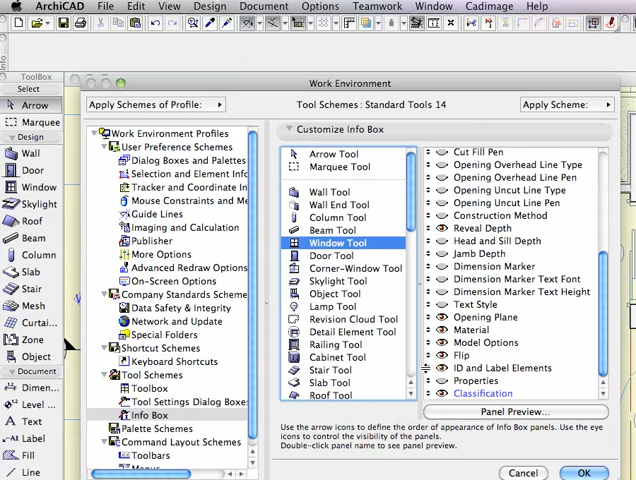 ArchiCAD File Edit View Design Document Options Teamwork Window Cadimage Help
ToolBox
Select
Arrow
Marquee
Design
Wall
Door
Window
Skylight
Roof
Beam
Column
Slab
Stair
Mesh
Curtai...
Zone
Object
Document
Dimen...
Level ...
Text
Label
Fill
Line
Work Environment
Apply Schemes of Profile:
Tool Schemes : Standard Tools 14
Apply Scheme:
Work Environment Profiles
User Preference Schemes
Dialog Boxes and Palettes
Selection and Element Info
Tracker and Coordinate In
Mouse Constraints and Me
Guide Lines
Imaging and Calculation
Publisher
More Options
Advanced Redraw Options
On-Screen Options
Company Standards Scheme
Data Safety & Integrity
Network and Update
Special Folders
Shortcut Schemes
Keyboard Shortcuts
Tool Schemes
Toolbox
Tool Settings Dialog Boxes
Info Box
Palette Schemes
Command Layout Schemes
Toolbars
Menus
Customize Info Box
Arrow Tool
Marquee Tool
Wall Tool
Wall End Tool
Column Tool
Beam Tool
Window Tool
Door Tool
Corner-Window Tool
Skylight Tool
Object Tool
Lamp Tool
Revision Cloud Tool
Detail Element Tool
Railing Tool
Cabinet Tool
Stair Tool
Slab Tool
Roof Tool
Cut Fill Pen
Opening Overhead Line Type
Opening Overhead Line Pen
Opening Uncut Line Type
Opening Uncut Line Pen
Construction Method
Reveal Depth
Head and Sill Depth
Jamb Depth
Dimension Marker
Dimension Marker Text Font
Dimension Marker Text Height
Text Style
Opening Plane
Material
Model Options
Flip
ID and Label Elements
Properties
Classification
Panel Preview...
Use the arrow icons to define the order of appearance of Info Box panels. Use the eye
icons to control the visibility of the panels.
Double-click panel name to see panel preview.
Cancel
OK